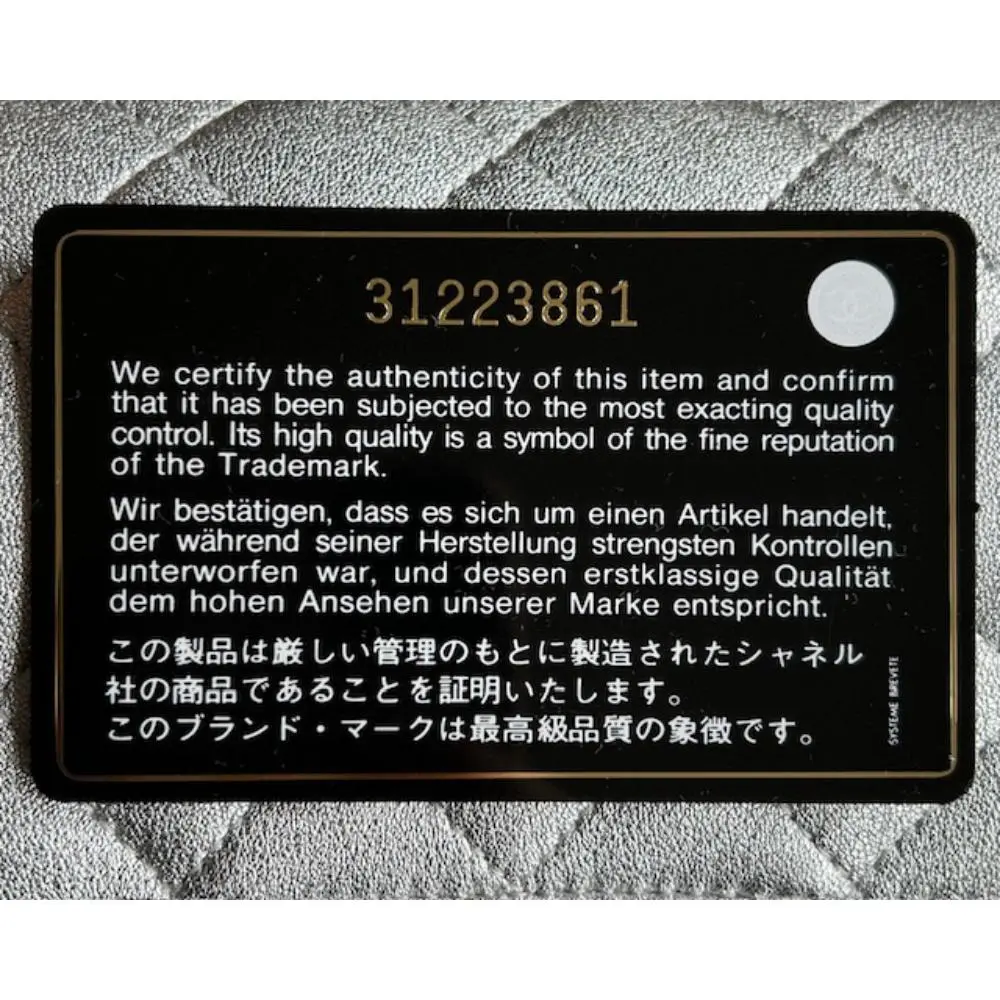 31223861
We certify the authenticity of this item and confirm
that it has been subjected to the most exacting quality
control. Its high quality is a symbol of the fine reputation
of the Trademark.
Wir bestätigen, dass es sich um einen Artikel handelt,
der während seiner Herstellung strengsten Kontrollen
unterworfen war, und dessen erstklassige Qualität
dem hohen Ansehen unserer Marke entspricht.
この製品は厳しい管理のもとに製造されたシャネル
社の商品であることを証明いたします。
このブランド・マークは最高級品質の象徴です。
SYSTEME BREVETE